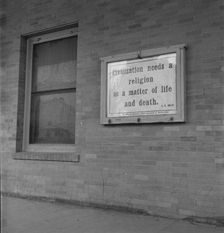 Civilization needs a
religion
as a matter of life
and death.